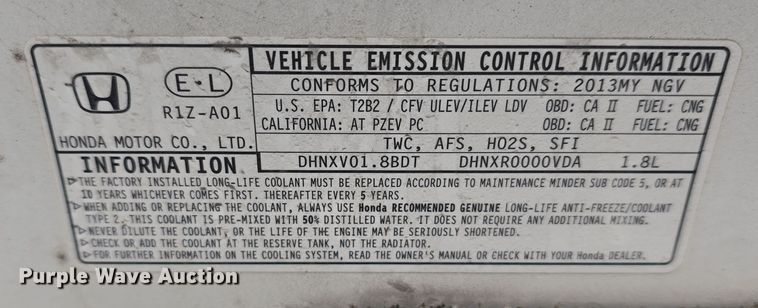 VEHICLE EMISSION CONTROL INFORMATION
E·L
R1Z-A01
HONDA MOTOR CO., LTD.
CONFORMS TO REGULATIONS: 2013MY NGV
U.S. EPA: T2B2 / CFV ULEV/ILEV LDV OBD: CA II FUEL: CNG
CALIFORNIA: AT PZEV PC OBD: CA II FUEL: CNG
TWC, AFS, HO2S, SFI
INFORMATION
DHNXV01.8BDT DHNXR0000VDA 1.8L
▷THE FACTORY INSTALLED LONG-LIFE COOLANT MUST BE REPLACED ACCORDING TO MAINTENANCE MINDER SUB CODE 5, OR AT
10 YEARS WHICHEVER COMES FIRST. THEREAFTER EVERY 5 YEARS.
▷WHEN ADDING OR REPLACING THE COOLANT, ALWAYS USE Honda RECOMMENDED GENUINE LONG-LIFE ANTI-FREEZE/COOLANT
TYPE 2. THIS COOLANT IS PRE-MIXED WITH 50% DISTILLED WATER. IT DOES NOT REQUIRE ANY ADDITIONAL MIXING.
▷NEVER DILUTE THE COOLANT, OR THE LIFE OF THE ENGINE MAY BE SERIOUSLY SHORTENED.
▷CHECK OR ADD THE COOLANT AT THE RESERVE TANK, NOT THE RADIATOR.
▷FOR FURTHER INFORMATION ON THE COOLING SYSTEM, READ THE OWNER'S MANUAL OR CHECK WITH YOUR Honda DEALER.
Purple Wave Auction